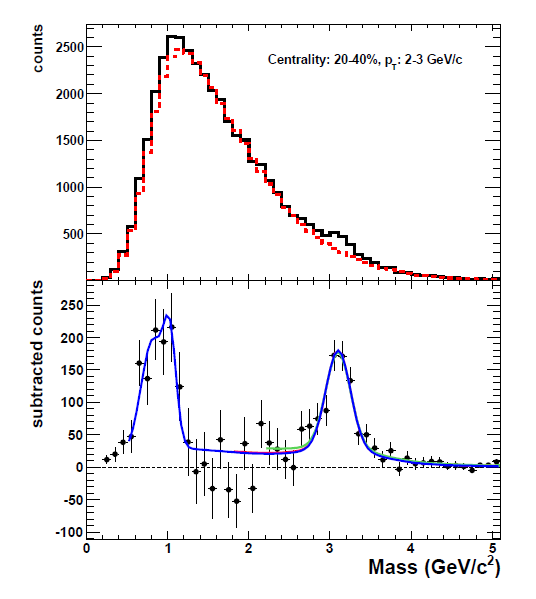 counts
2500
2000
1500
1000
500
Centrality: 20-40%, pT: 2-3 GeV/c
subtracted counts
250
200
150
100
50
0
-50
-100
0 1 2 3 4 5
Mass (GeV/c²)